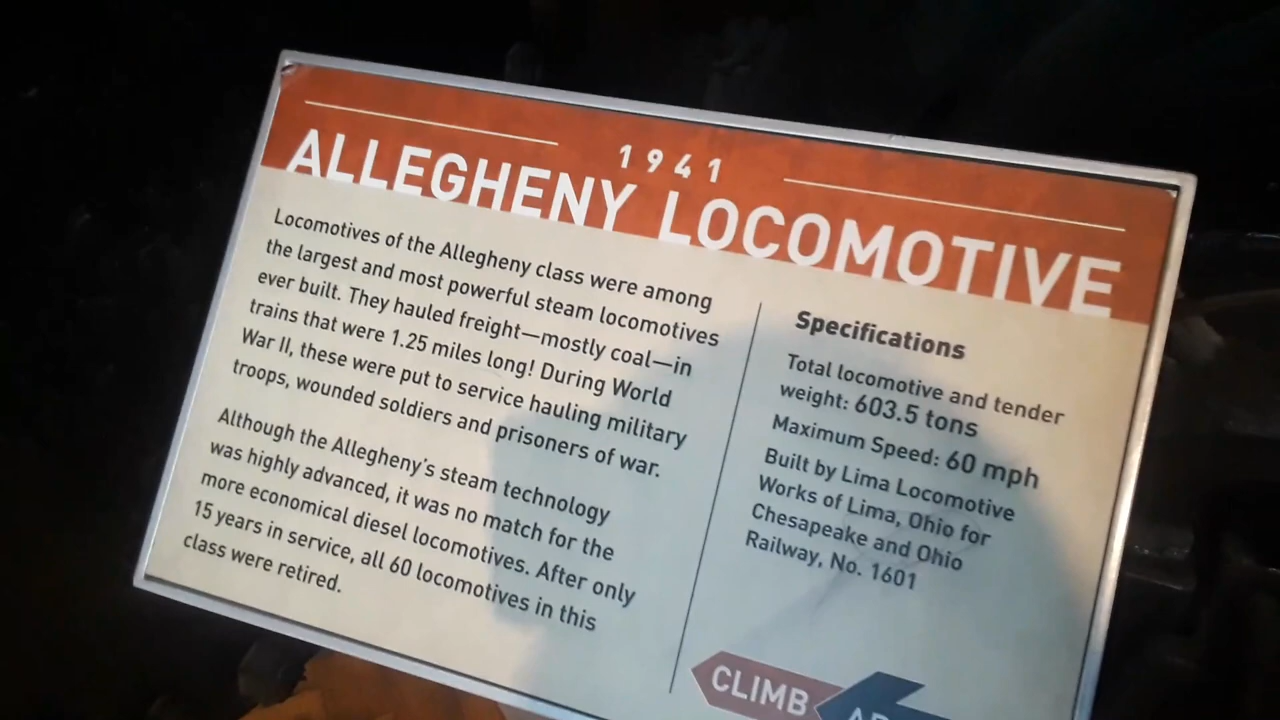 1941
ALLEGHENY LOCOMOTIVE
Locomotives of the Allegheny class were among
the largest and most powerful steam locomotives
ever built. They hauled freight—mostly coal—in
trains that were 1.25 miles long! During World
War II, these were put to service hauling military
troops, wounded soldiers and prisoners of war.
Although the Allegheny's steam technology
was highly advanced, it was no match for the
more economical diesel locomotives. After only
15 years in service, all 60 locomotives in this
class were retired.
Specifications
Total locomotive and tender
weight: 603.5 tons
Maximum Speed: 60 mph
Built by Lima Locomotive
Works of Lima, Ohio for
Chesapeake and Ohio
Railway, No. 1601
CLIMB